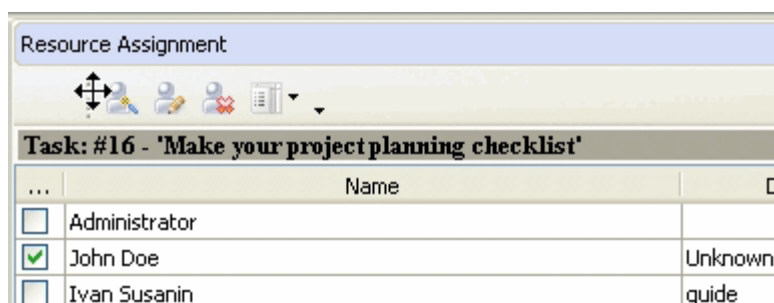 Resource Assignment
Task: #16 - 'Make your project planning checklist'
... Name
Administrator
John Doe Unknown
Ivan Susanin guide